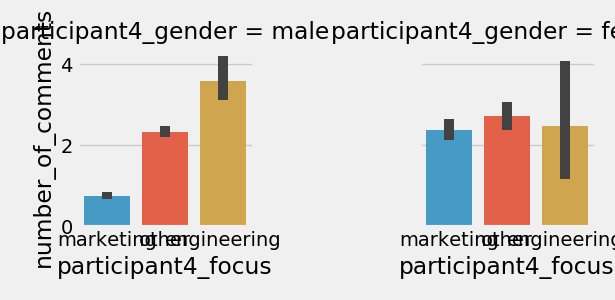 participant4_gender = male
participant4_gender = fe
number_of_comments
4
2
0
marketing
other
engineering
marketing
other
engineering
participant4_focus
participant4_focus